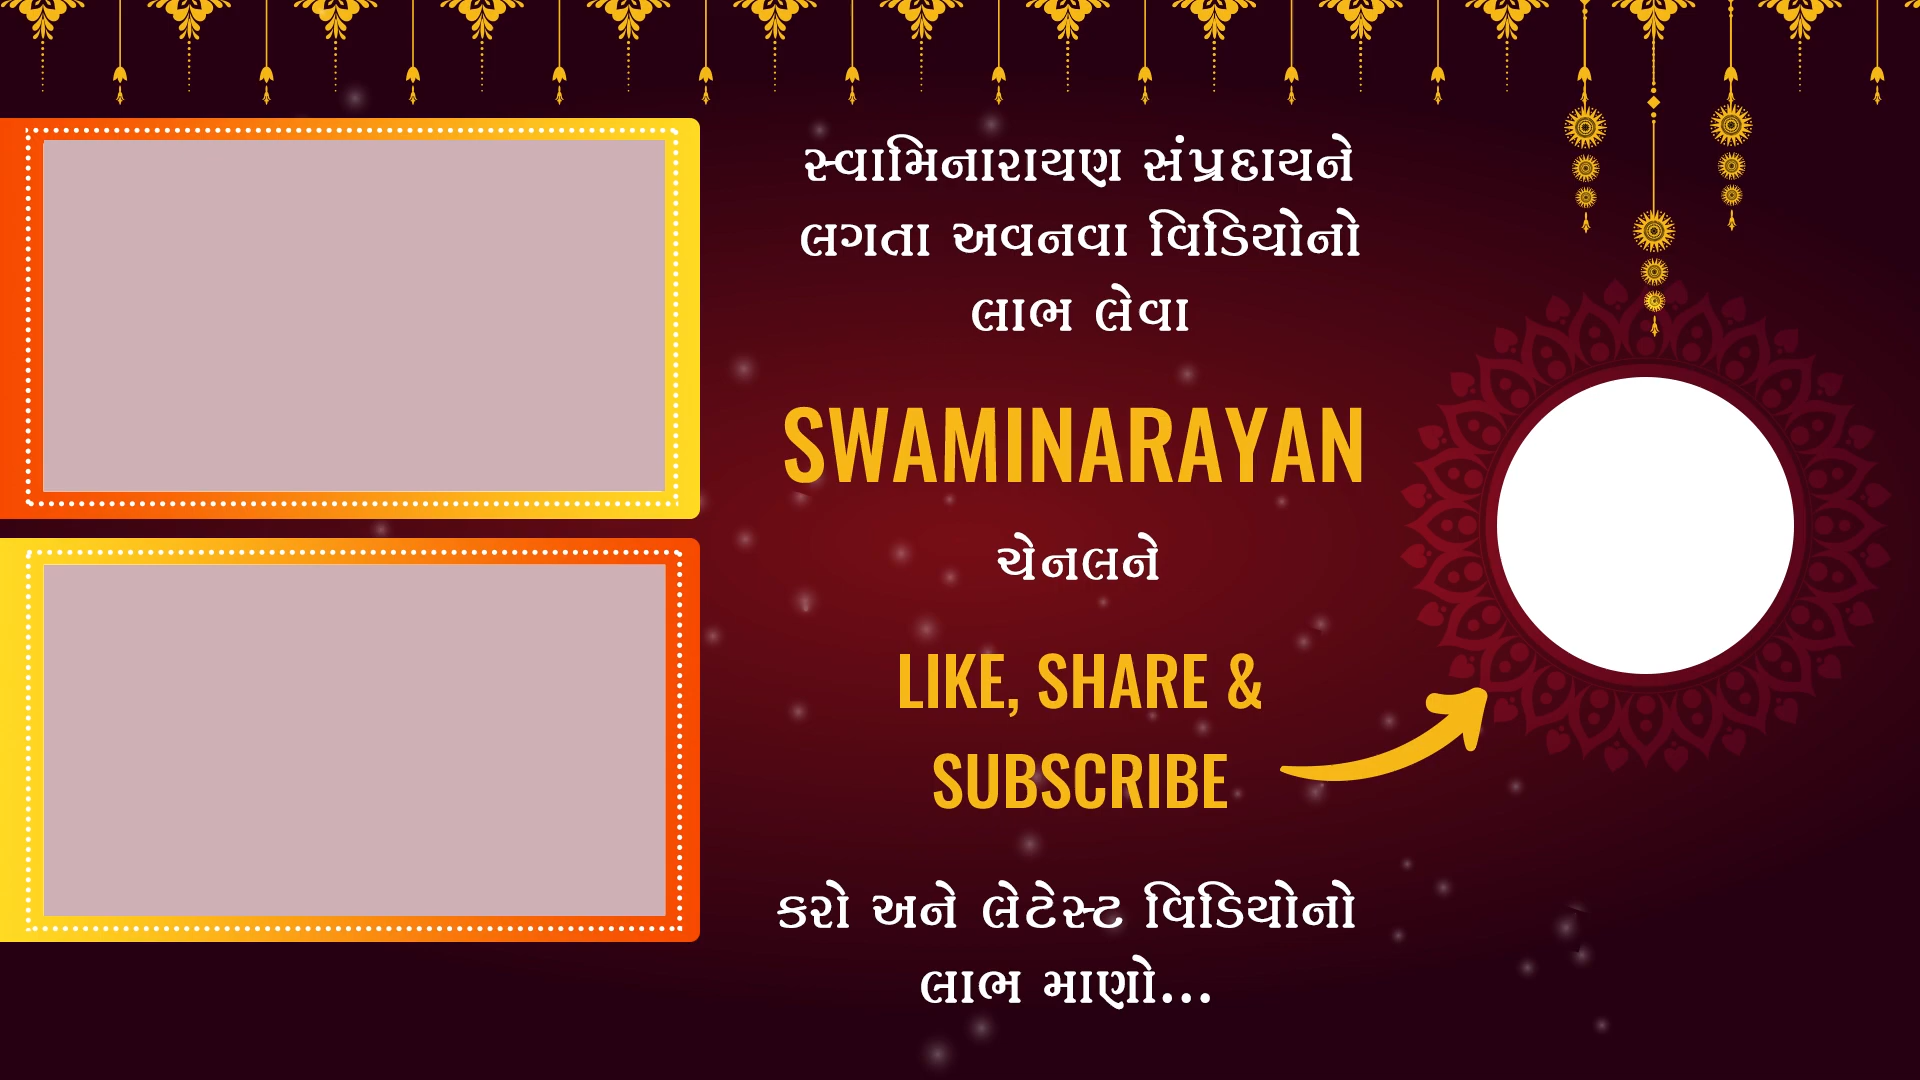 સ્વામિનારાયણ સંપ્રદાયને
લગતા અવનવા વિડિયોનો
લાભ લેવા
SWAMINARAYAN
ચેનલને
LIKE, SHARE &
SUBSCRIBE
કરો અને લેટેસ્ટ વિડિયોનો
લાભ માણો...